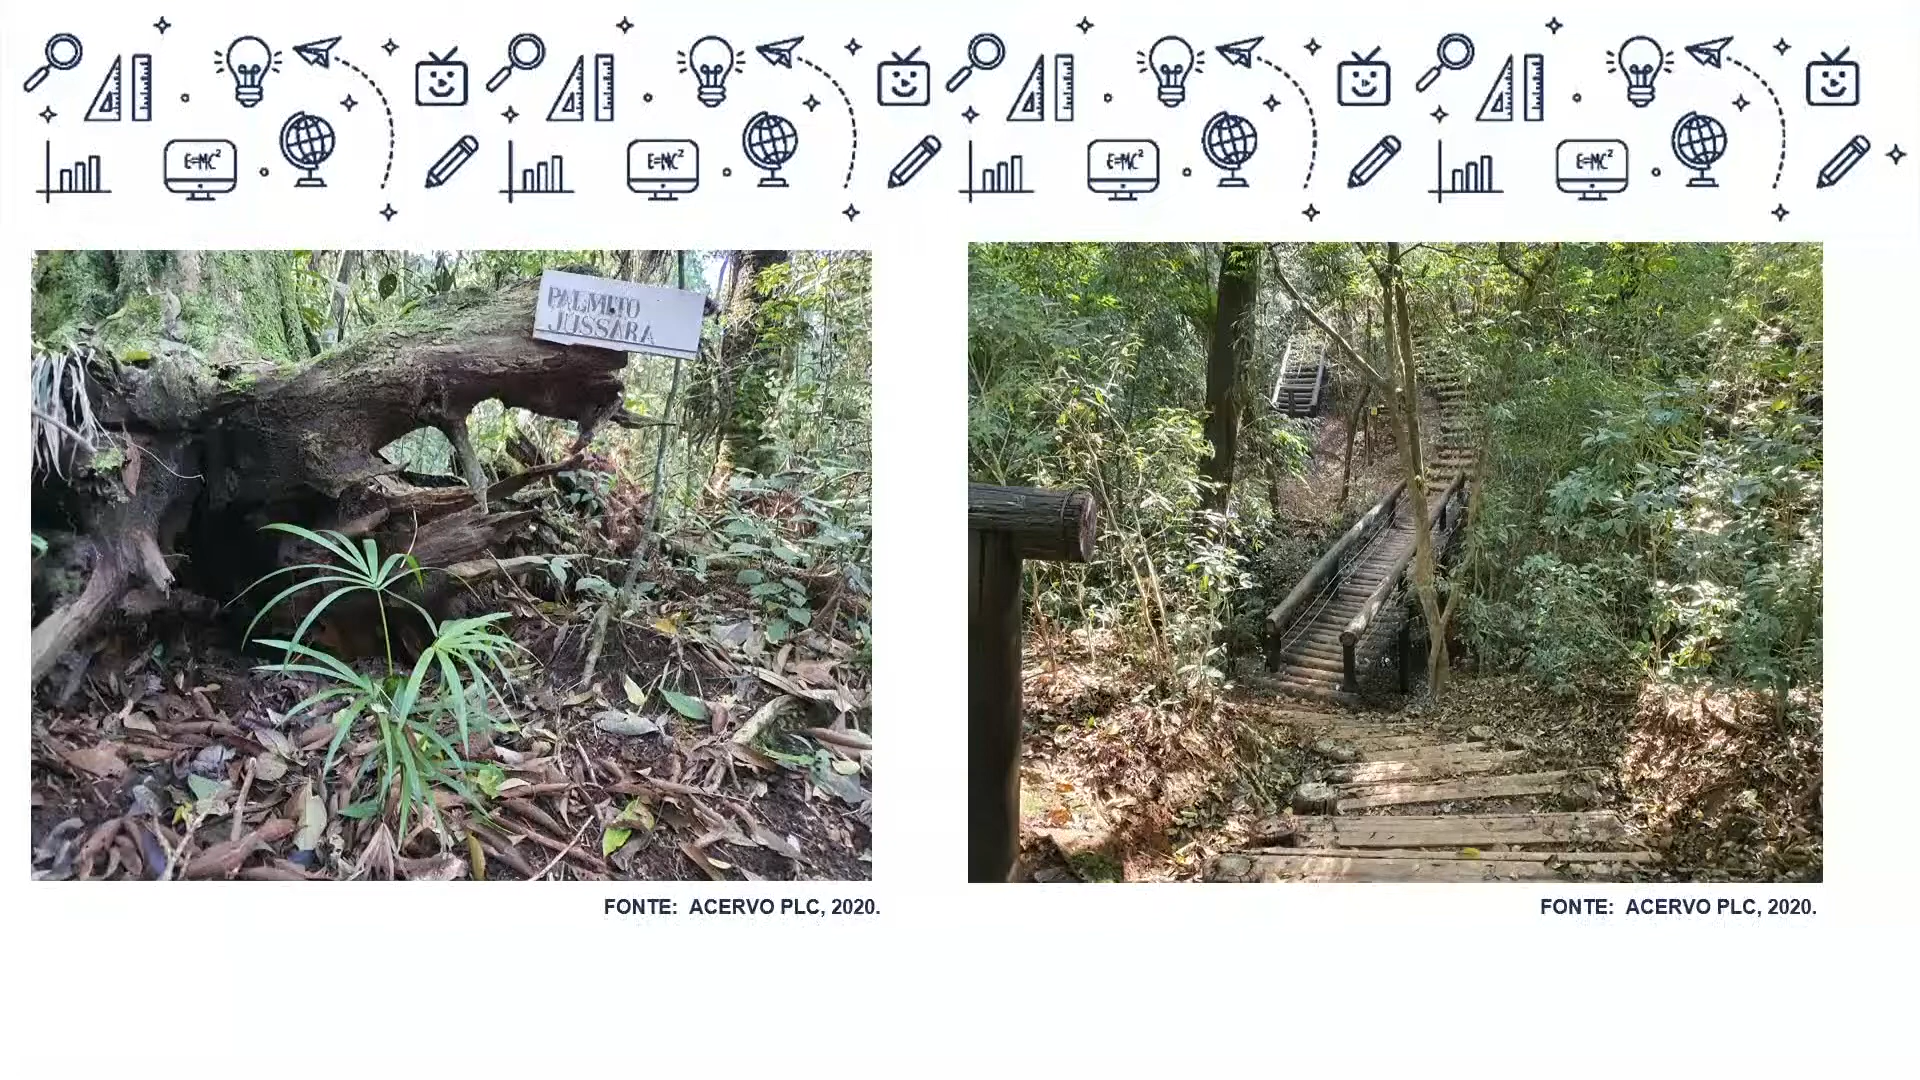 E=MC²
E=MC²
E=MC²
E=MC²
PALMITO
JUSSARA
FONTE: ACERVO PLC, 2020.
FONTE: ACERVO PLC, 2020.